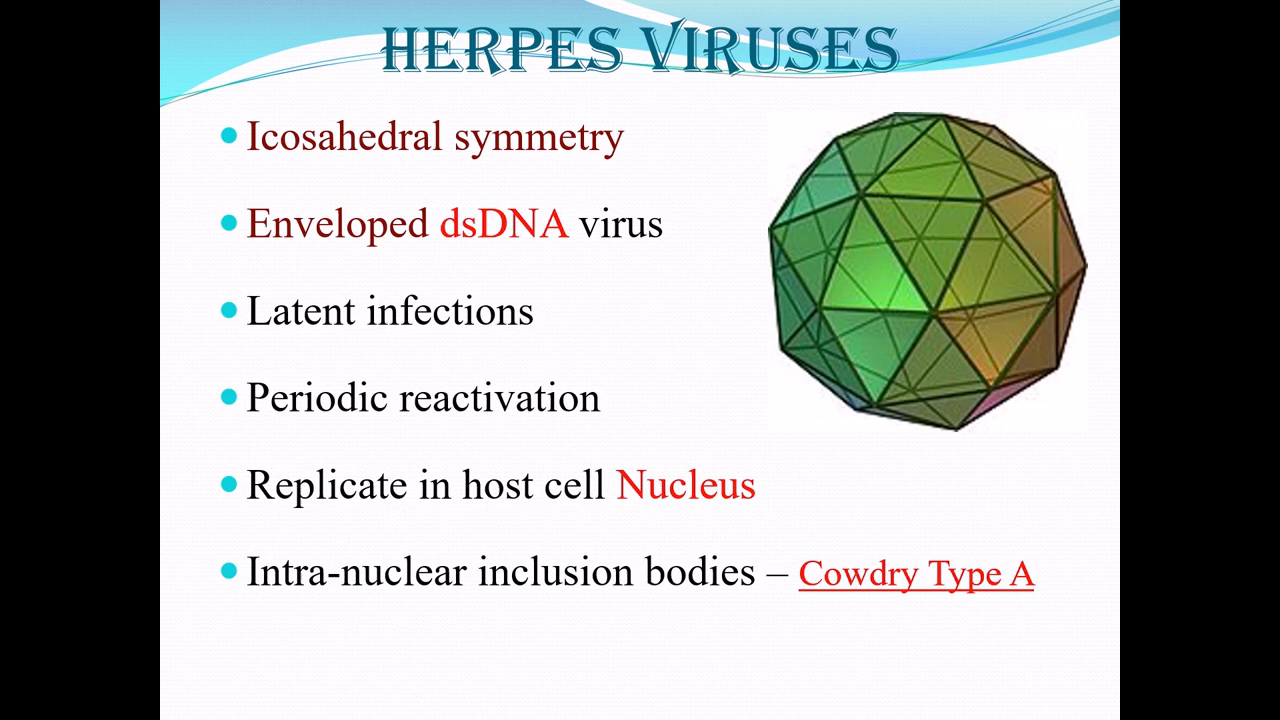 HERPES VIRUSES
• Icosahedral symmetry
• Enveloped dsDNA virus
• Latent infections
• Periodic reactivation
• Replicate in host cell Nucleus
• Intra-nuclear inclusion bodies – Cowdry Type A